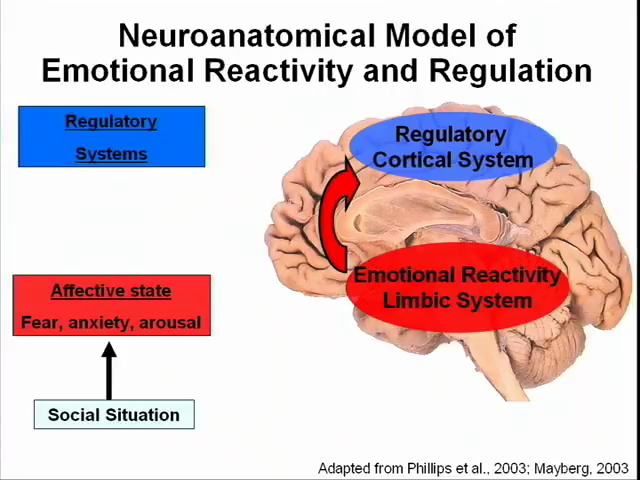 Neuroanatomical Model of
Emotional Reactivity and Regulation
Regulatory
Systems
Regulatory
Cortical System
Affective state
Fear, anxiety, arousal
Emotional Reactivity
Limbic System
Social Situation
Adapted from Phillips et al., 2003; Mayberg, 2003